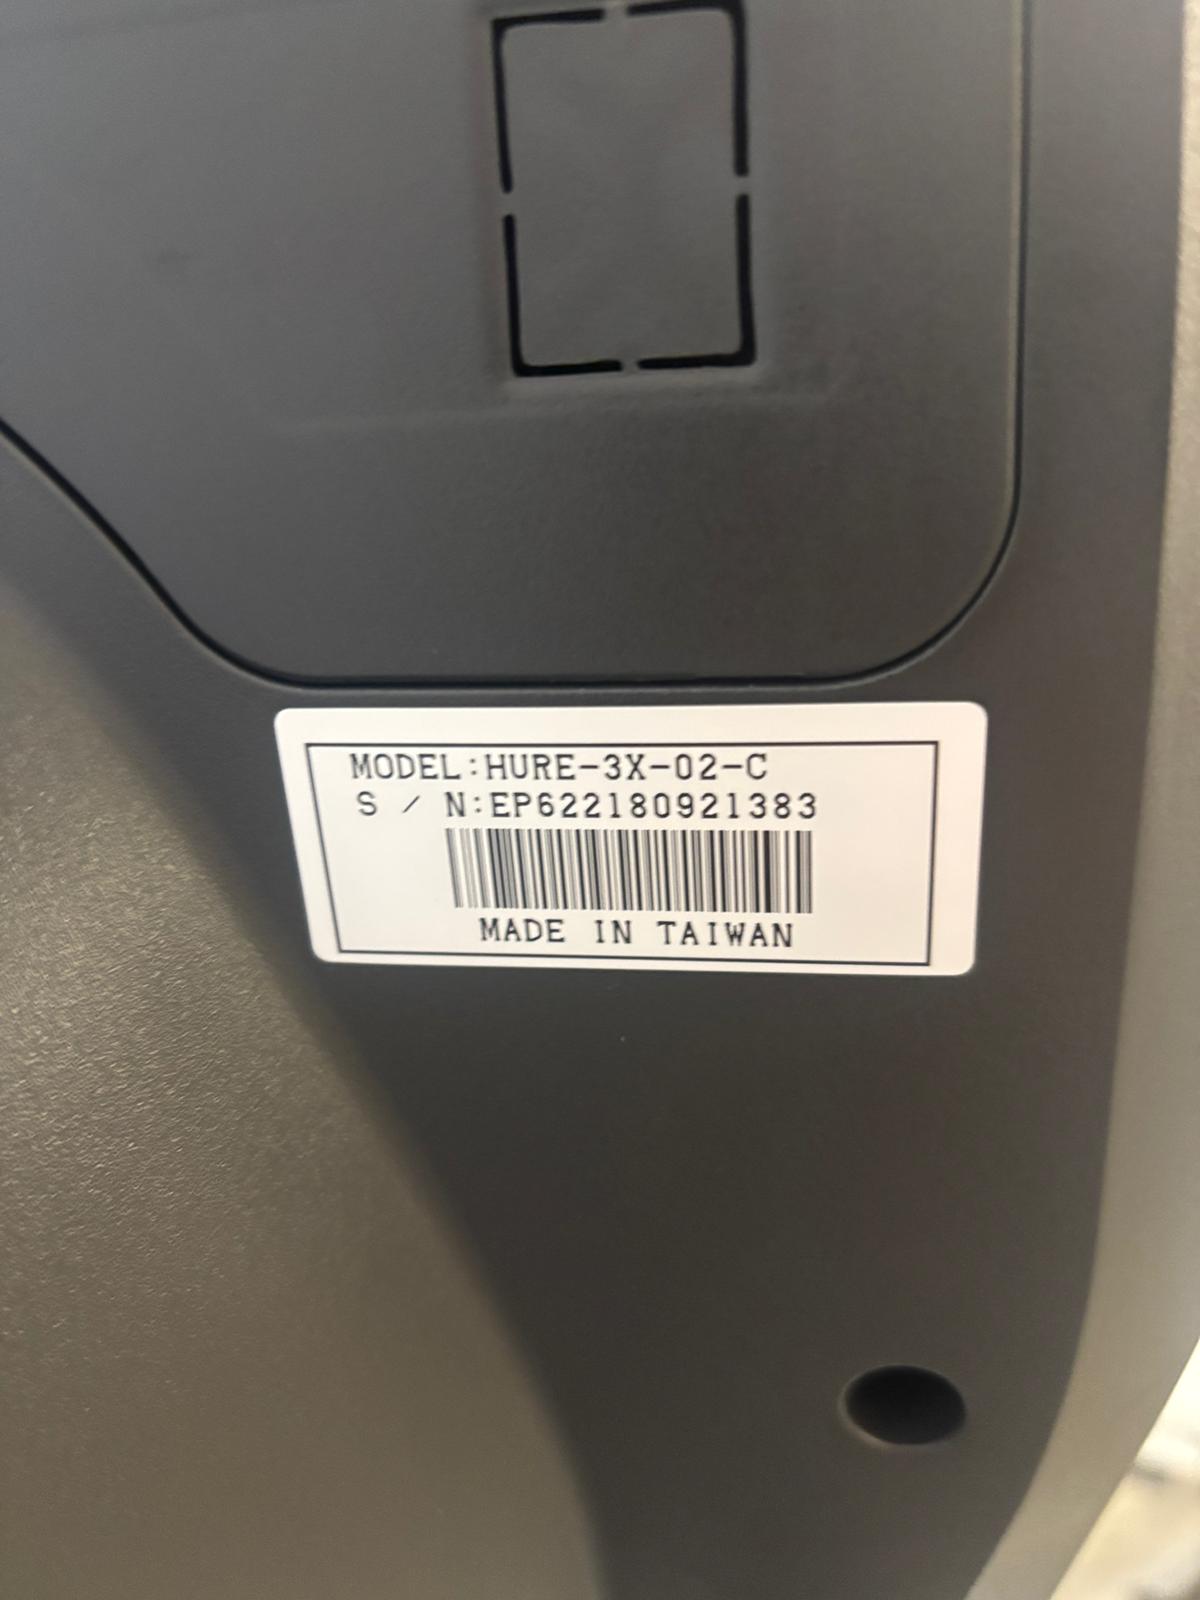 MODEL:HURE-3X-02-C
S / N:EP622180921383
MADE IN TAIWAN